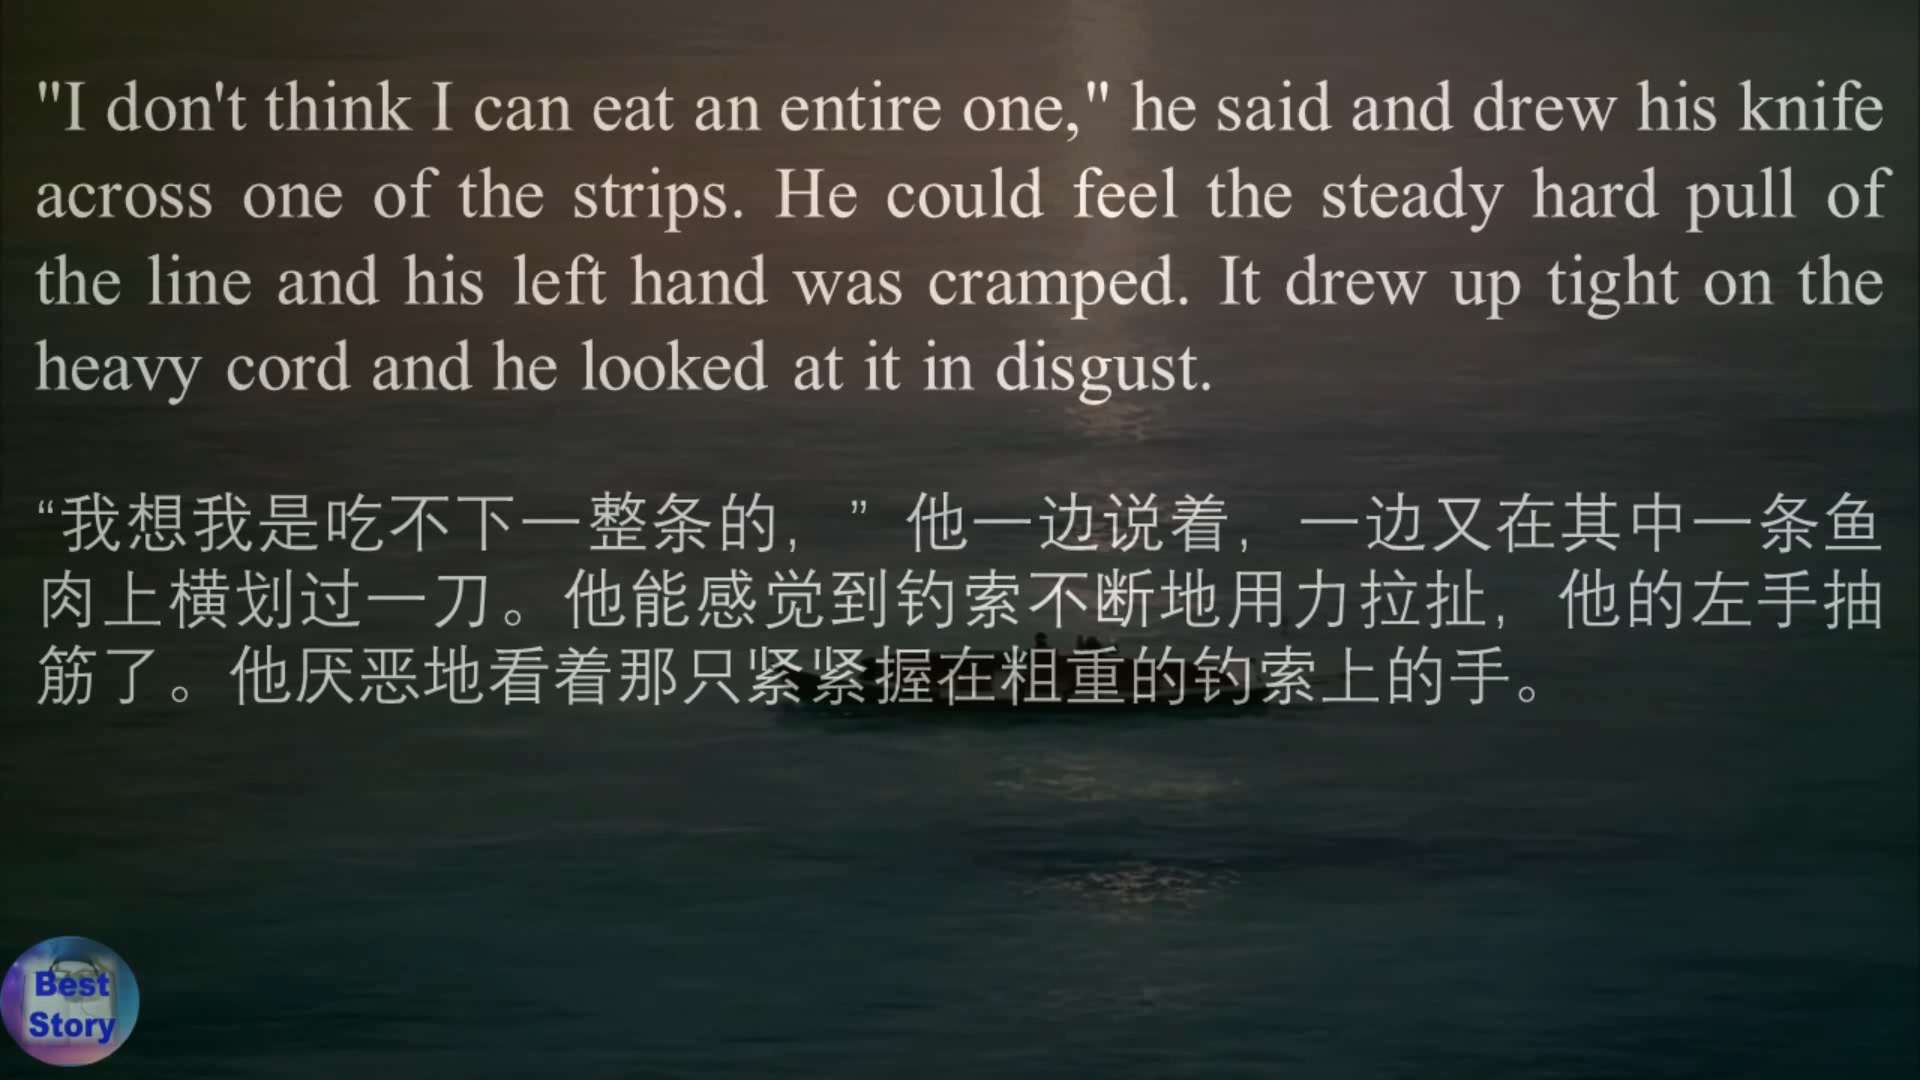 "I don't think I can eat an entire one," he said and drew his knife
across one of the strips. He could feel the steady hard pull of
the line and his left hand was cramped. It drew up tight on the
heavy cord and he looked at it in disgust.
“我想我是吃不下一整条的，” 他一边说着，一边又在其中一条鱼
肉上横划过一刀。他能感觉到钓索不断地用力拉扯，他的左手抽
筋了。他厌恶地看着那只紧紧握在粗重的钓索上的手。
Best
Story